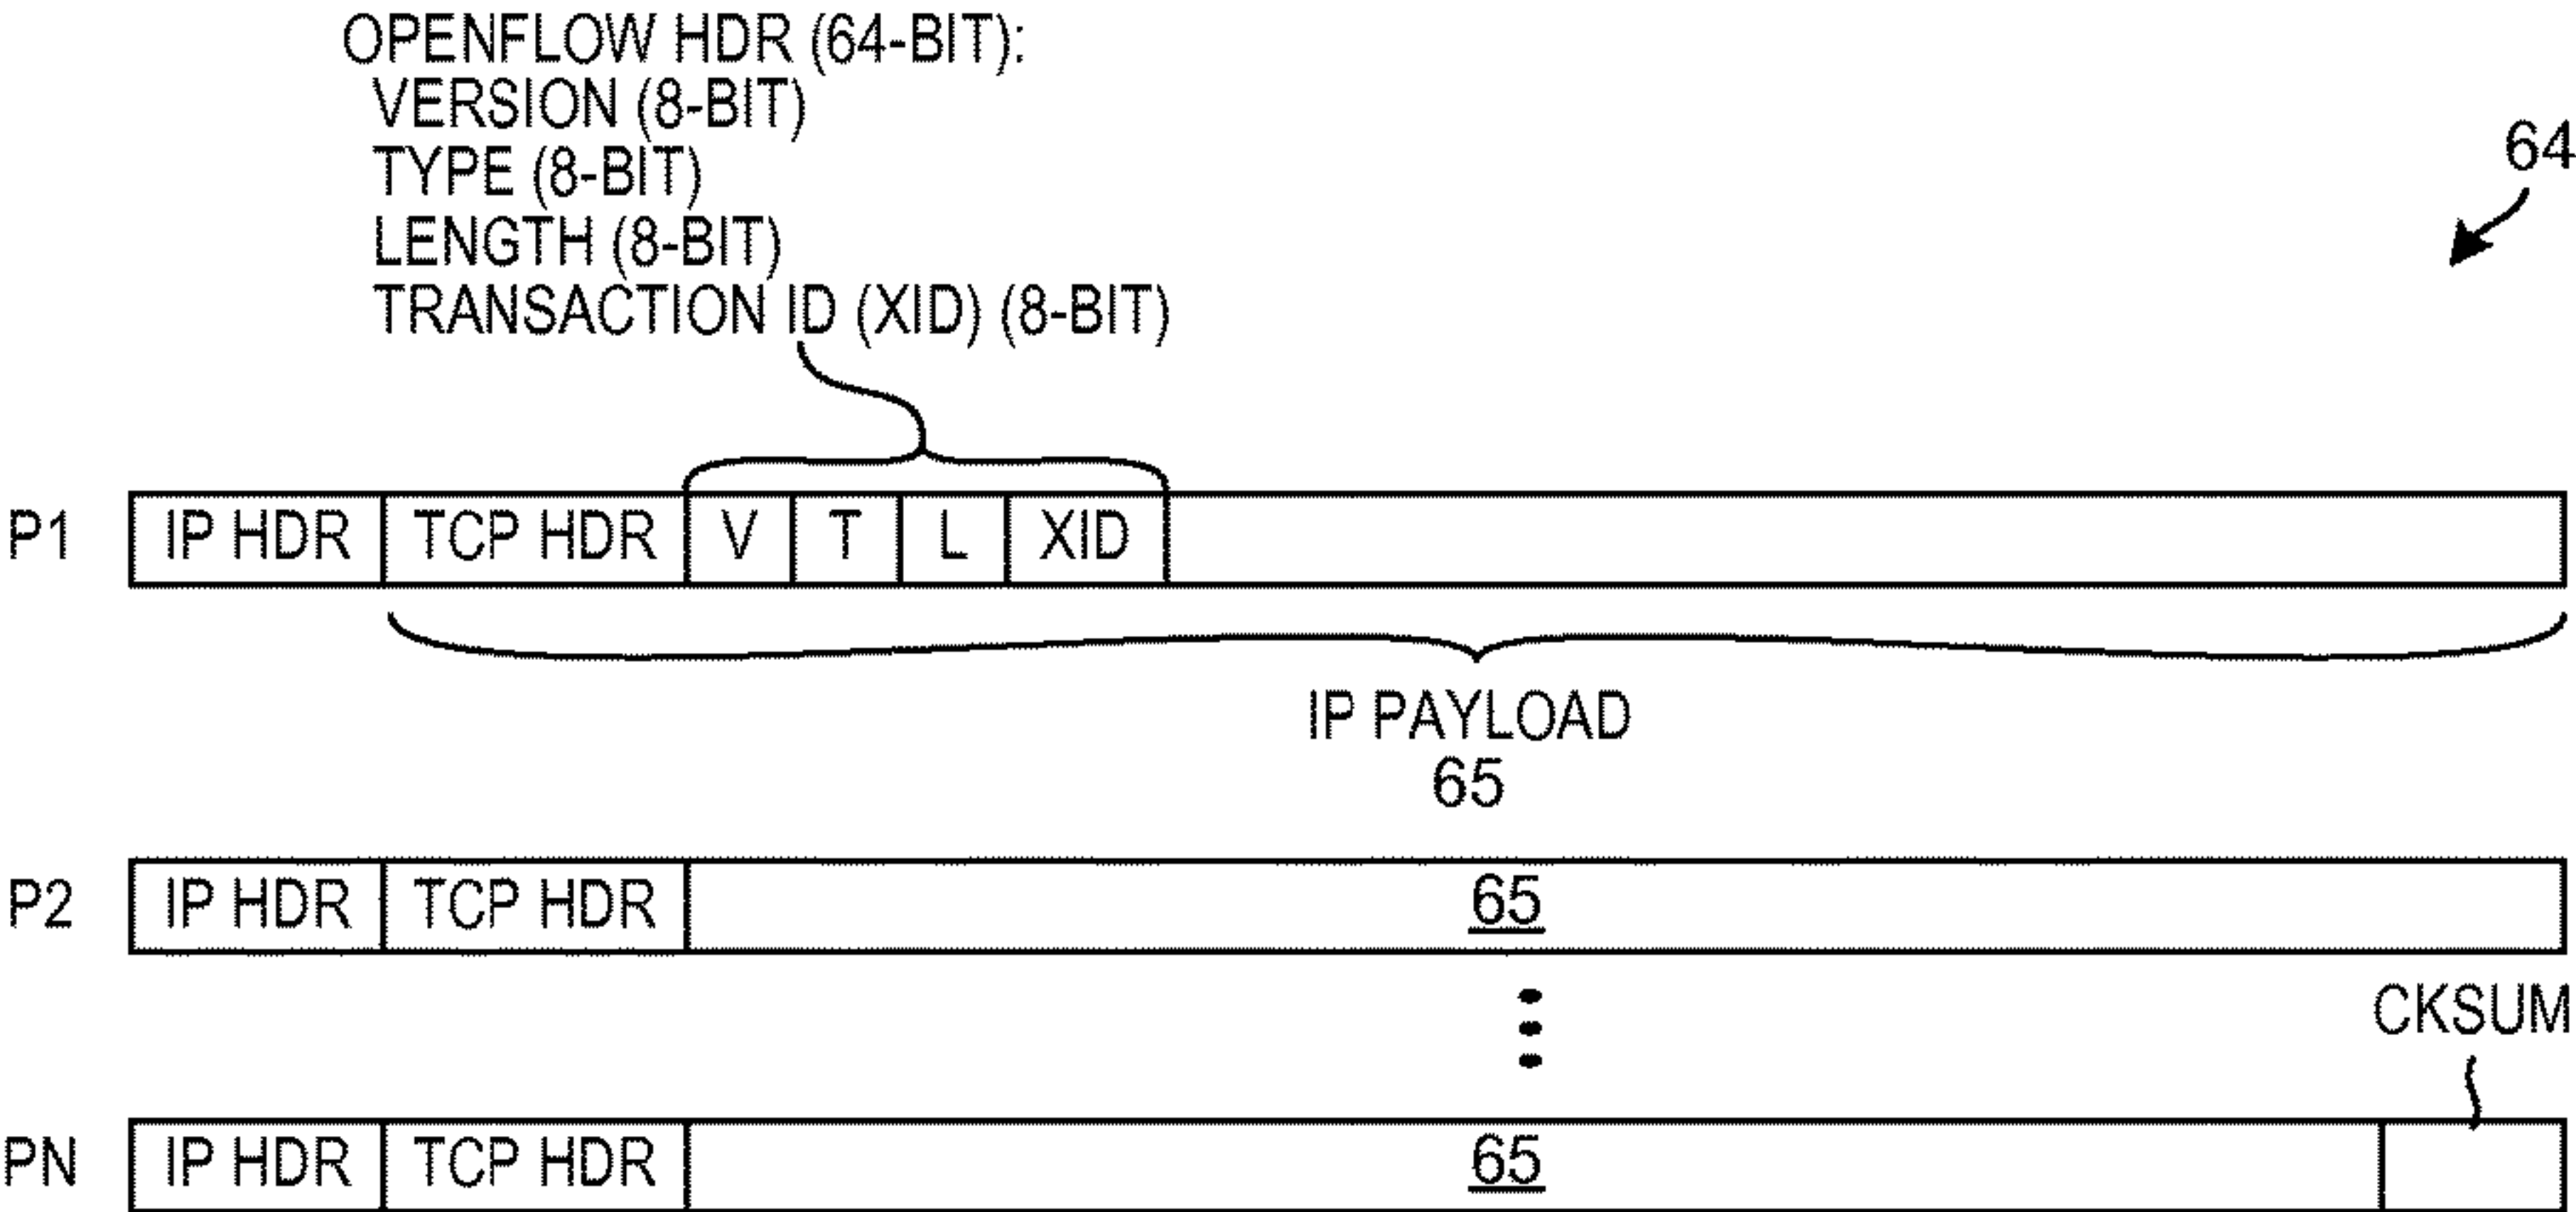 OPENFLOW HDR (64-BIT):
VERSION (8-BIT)
TYPE (8-BIT)
LENGTH (8-BIT)
TRANSACTION ID (XID) (8-BIT)
64
P1 IP HDR TCP HDR V T L XID
IP PAYLOAD
65
P2 IP HDR TCP HDR 65
CKSUM
PN IP HDR TCP HDR 65